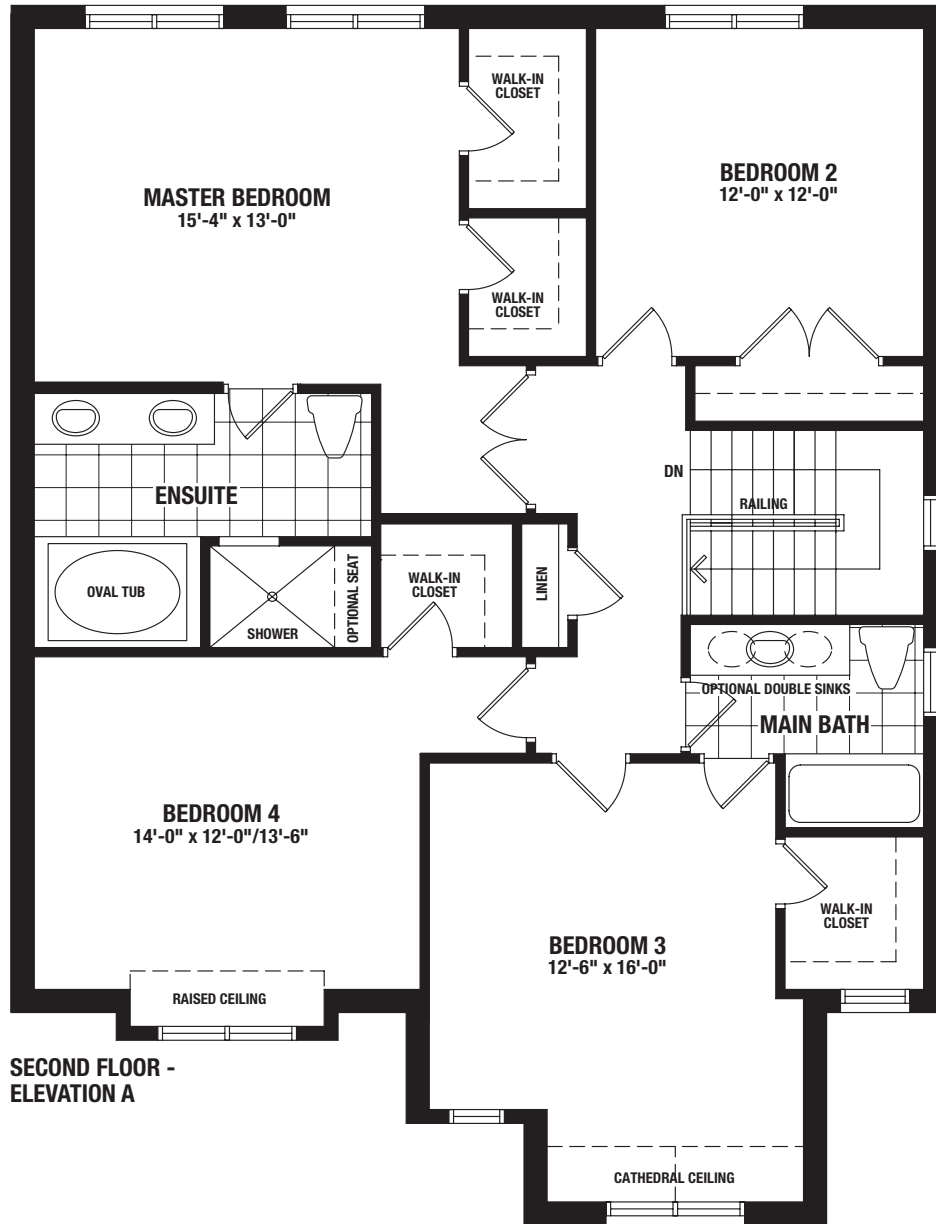 WALK-IN
CLOSET
MASTER BEDROOM
15'-4" x 13'-0"
BEDROOM 2
12'-0" x 12'-0"
WALK-IN
CLOSET
DN
RAILING
ENSUITE
OVAL TUB
SHOWER
OPTIONAL SEAT
WALK-IN
CLOSET
LINEN
OPTIONAL DOUBLE SINKS
MAIN BATH
BEDROOM 4
14'-0" x 12'-0"/13'-6"
WALK-IN
CLOSET
BEDROOM 3
12'-6" x 16'-0"
RAISED CEILING
SECOND FLOOR -
ELEVATION A
CATHEDRAL CEILING